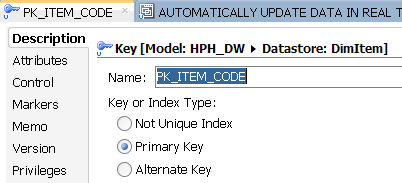 PK_ITEM_CODE × AUTOMATICALLY UPDATE DATA IN REAL T
Description
Attributes
Control
Markers
Memo
Version
Privileges
Key [Model: HPH_DW ▸ Datastore: DimItem]
Name: PK_ITEM_CODE
Key or Index Type:
Not Unique Index
Primary Key
Alternate Key